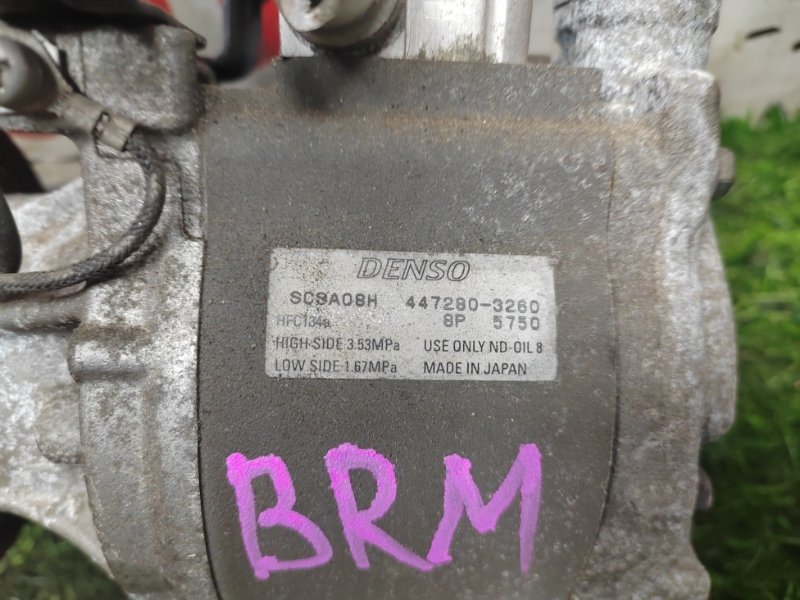 DENSO
SCSA08H 447280-3260
HFC134a 8P 5750
HIGH SIDE 3.53MPa USE ONLY ND-OIL 8
LOW SIDE 1.67MPa MADE IN JAPAN
BRM